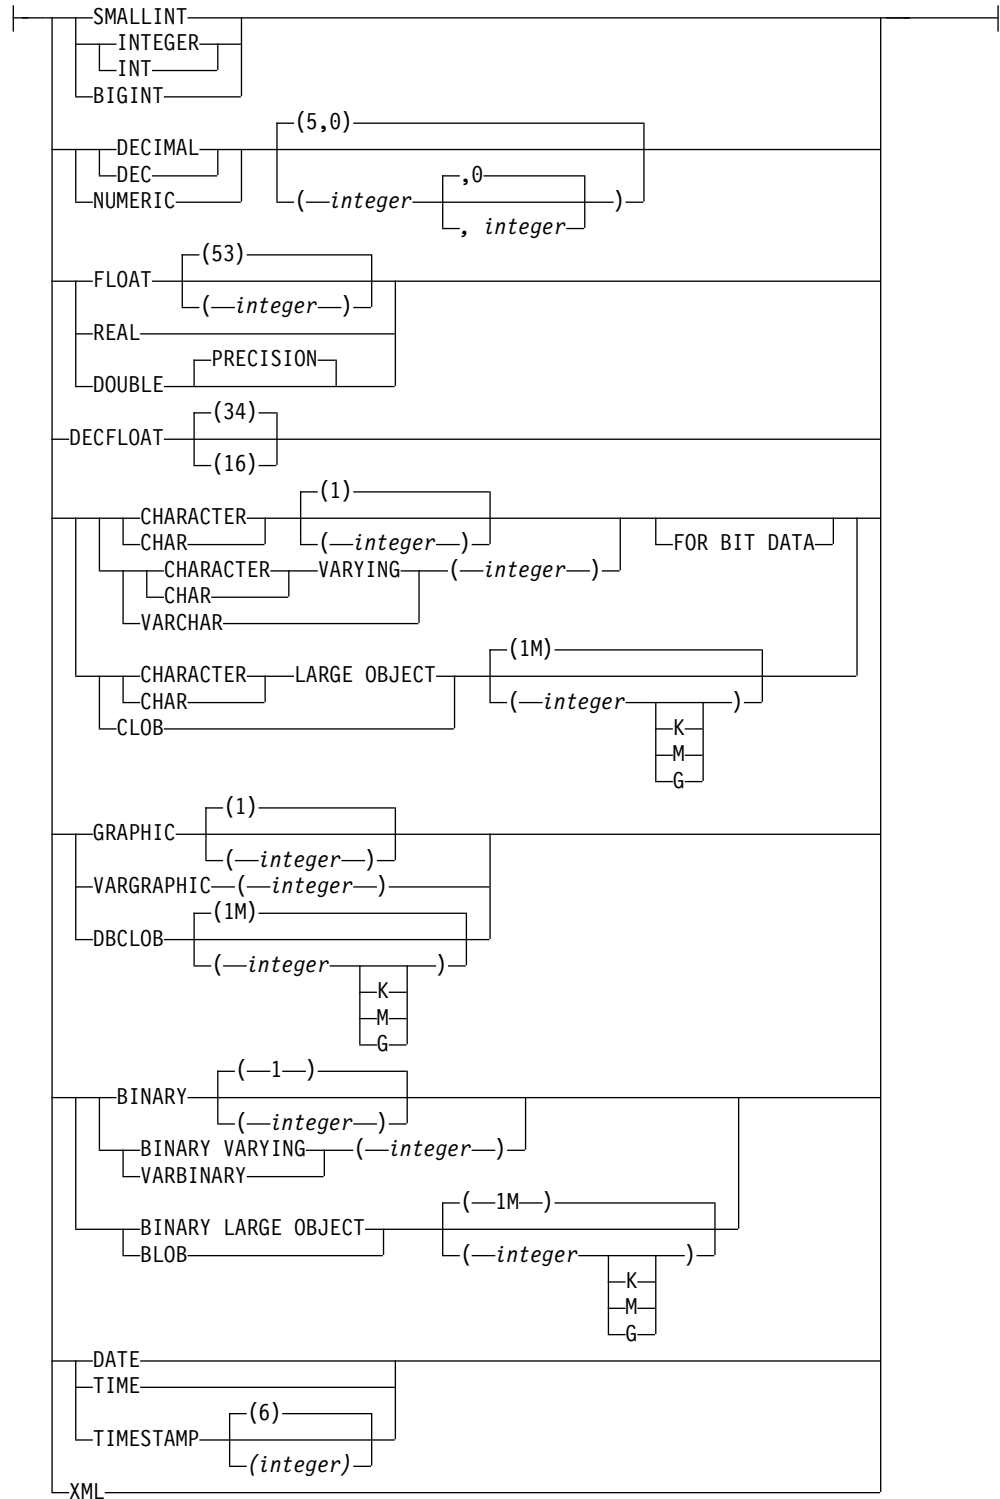 SMALLINT
INTEGER
INT
BIGINT
(5,0)
DECIMAL
DEC
,0
NUMERIC ( integer )
, integer
(53)
FLOAT
( integer )
REAL
PRECISION
DOUBLE
(34)
DECFLOAT
(16)
(1)
CHARACTER
CHAR ( integer ) FOR BIT DATA
CHARACTER VARYING ( integer )
CHAR
VARCHAR
(1M)
CHARACTER LARGE OBJECT
CHAR ( integer )
CLOB K
M
G
(1)
GRAPHIC
( integer )
VARGRAPHIC ( integer )
(1M)
DBCLOB
( integer )
K
M
G
( 1 )
BINARY
( integer )
BINARY VARYING ( integer )
VARBINARY
( 1M )
BINARY LARGE OBJECT
BLOB ( integer )
K
M
G
DATE
TIME
(6)
TIMESTAMP
(integer)
XML